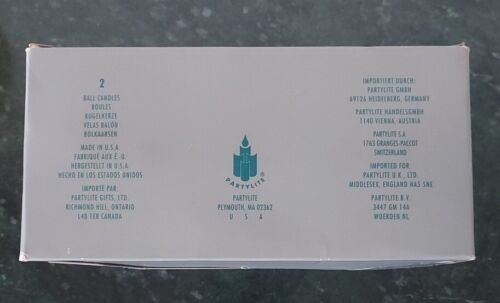 2
BALL CANDLES
BOULES
KUGELKERZE
VELAS BALÓN
BOLKAARSEN
MADE IN U.S.A.
FABRIQUÉ AUX É. U.
HERGESTELLT IN U.S.A.
HECHO EN LOS ESTADOS UNIDOS
IMPORTÉ PAR:
PARTYLITE GIFTS, LTD.
RICHMOND HILL, ONTARIO
L4B 1E8 CANADA
PARTYLITE®
PARTYLITE
PLYMOUTH, MA 02362
U S A
IMPORTIERT DURCH:
PARTYLITE GMBH
69126 HEIDELBERG, GERMANY
PARTYLITE HANDELSGMBH
1140 VIENNA, AUSTRIA
PARTYLITE S.A.
1763 GRANGES-PACCOT
SWITZERLAND
IMPORTED FOR:
PARTYLITE U.K., LTD.
MIDDLESEX, ENGLAND HA5 5NE
PARTYLITE B.V.
3447 GM 14A
WOERDEN NL